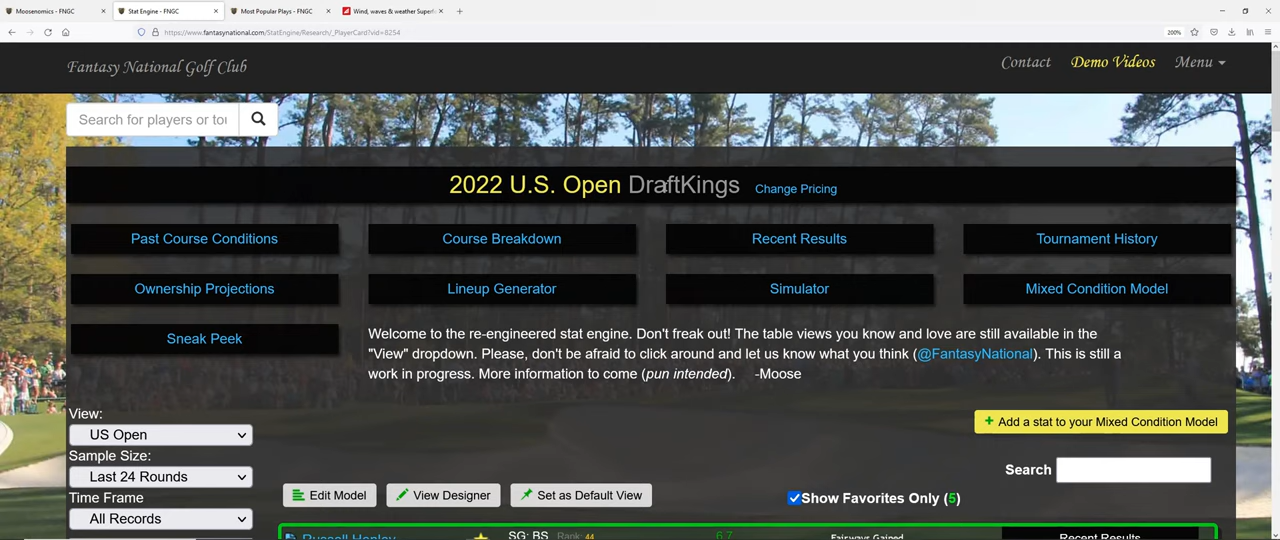 Moosenomics - FNGC
Stat Engine - FNGC
Most Popular Plays - FNGC
Wind, waves & weather Superf
https://www.fantasynational.com/StatEngine/Research/_PlayerCard?vid=8254
200%
Fantasy National Golf Club
Contact
Demo Videos
Menu
Search for players or tou
2022 U.S. Open DraftKings Change Pricing
Past Course Conditions
Course Breakdown
Recent Results
Tournament History
Ownership Projections
Lineup Generator
Simulator
Mixed Condition Model
Sneak Peek
Welcome to the re-engineered stat engine. Don't freak out! The table views you know and love are still available in the
"View" dropdown. Please, don't be afraid to click around and let us know what you think (@FantasyNational). This is still a
work in progress. More information to come (pun intended). -Moose
View:
US Open
+ Add a stat to your Mixed Condition Model
Sample Size:
Last 24 Rounds
Search
Time Frame
All Records
Edit Model
View Designer
Set as Default View
Show Favorites Only (5)
Russell Henley
SG: BS Rank: 44
6.7
Fairways Gained
Recent Results